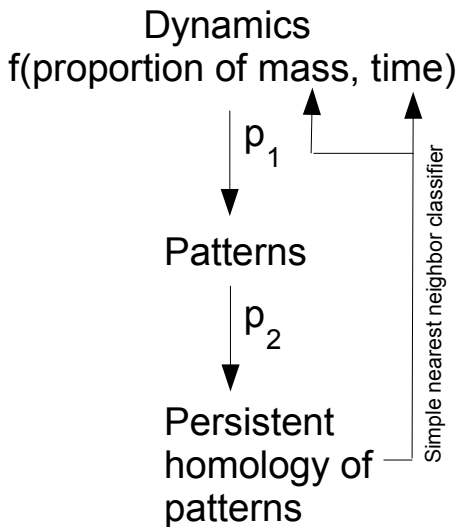 Dynamics
f(proportion of mass, time)
p1
Patterns
p2
Persistent
homology of
patterns
Simple nearest neighbor classifier